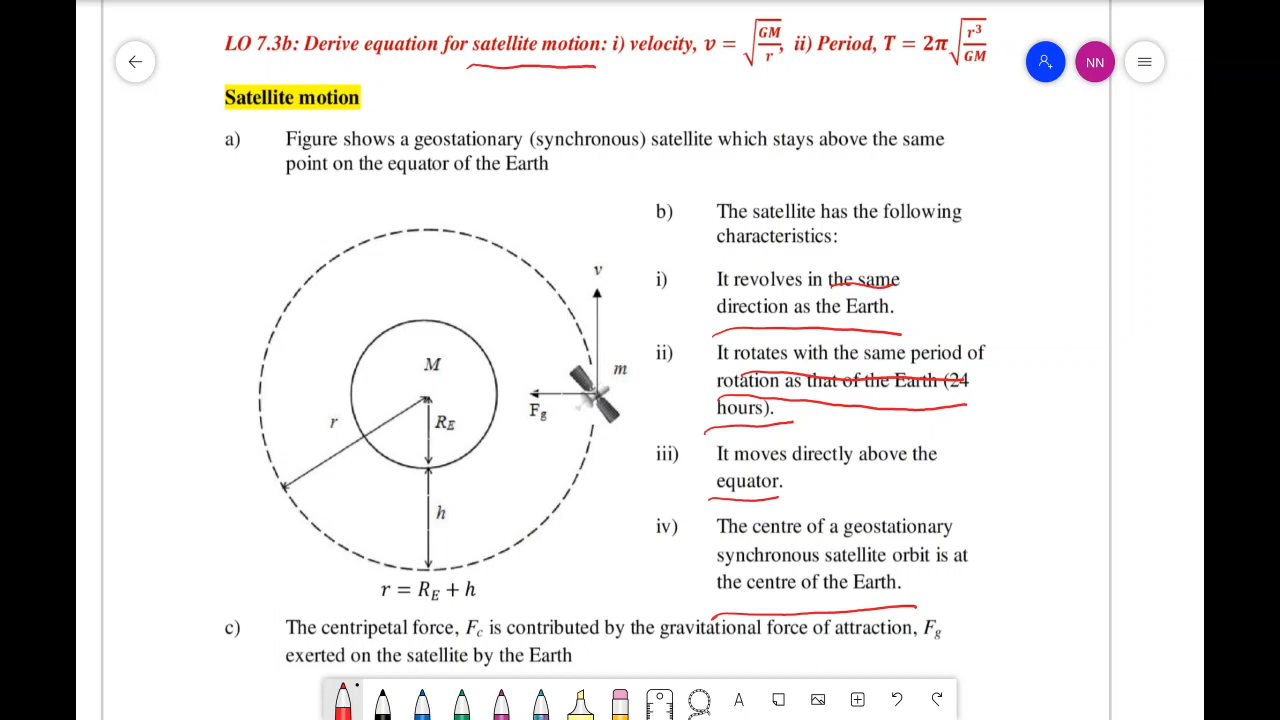 LO 7.3b: Derive equation for satellite motion: i) velocity, v = √(GM/r), ii) Period, T = 2π√(r³/GM)
NN
Satellite motion
a) Figure shows a geostationary (synchronous) satellite which stays above the same
point on the equator of the Earth
b) The satellite has the following
characteristics:
i) It revolves in the same
direction as the Earth.
ii) It rotates with the same period of
rotation as that of the Earth (24
hours).
iii) It moves directly above the
equator.
iv) The centre of a geostationary
synchronous satellite orbit is at
the centre of the Earth.
v
m
M
Fg
r
RE
h
r = RE + h
c) The centripetal force, Fc is contributed by the gravitational force of attraction, Fg
exerted on the satellite by the Earth
A